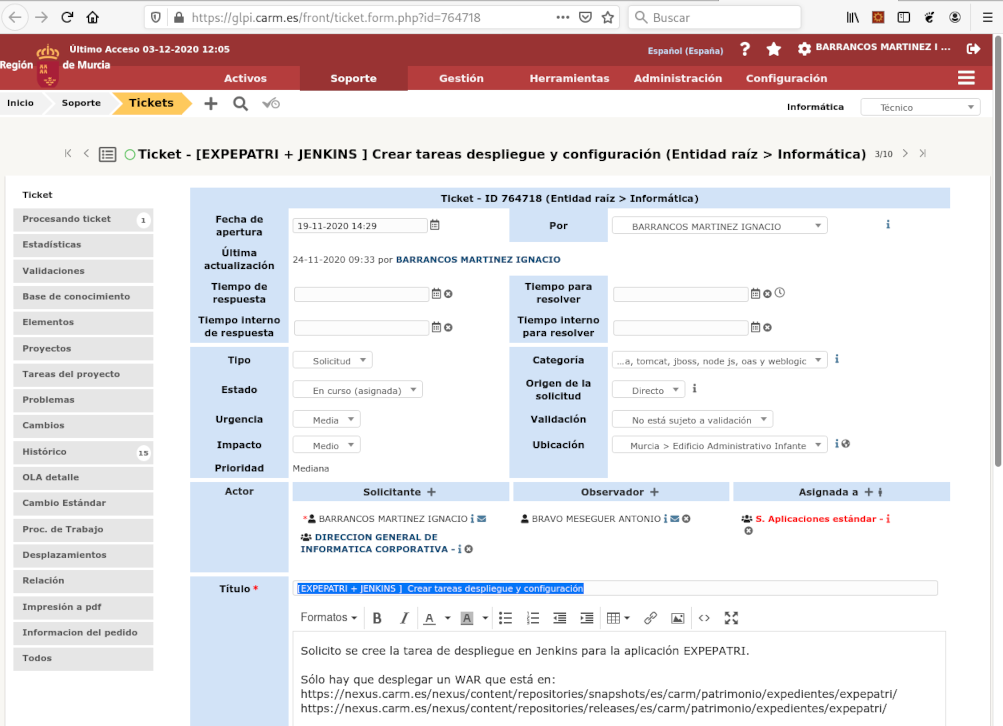 https://glpi.carm.es/front/ticket.form.php?id=764718
Buscar
Región de Murcia
Último Acceso 03-12-2020 12:05
Español (España)
BARRANCOS MARTINEZ I ...
Activos Soporte Gestión Herramientas Administración Configuración
Inicio Soporte Tickets
Informática Técnico
Ticket - [EXPEPATRI + JENKINS ] Crear tareas despliegue y configuración (Entidad raíz > Informática) 3/10
Ticket
Procesando ticket 1
Estadísticas
Validaciones
Base de conocimiento
Elementos
Proyectos
Tareas del proyecto
Problemas
Cambios
Histórico 15
OLA detalle
Cambio Estándar
Proc. de Trabajo
Desplazamientos
Relación
Impresión a pdf
Informacion del pedido
Todos
Ticket - ID 764718 (Entidad raíz > Informática)
Fecha de apertura 19-11-2020 14:29 Por BARRANCOS MARTINEZ IGNACIO
Última actualización 24-11-2020 09:33 por BARRANCOS MARTINEZ IGNACIO
Tiempo de respuesta Tiempo para resolver
Tiempo interno de respuesta Tiempo interno para resolver
Tipo Solicitud Categoría ...a, tomcat, jboss, node js, oas y weblogic
Estado En curso (asignada) Origen de la solicitud Directo
Urgencia Media Validación No está sujeto a validación
Impacto Medio Ubicación Murcia > Edificio Administrativo Infante
Prioridad Mediana
Actor Solicitante + Observador + Asignada a +
*BARRANCOS MARTINEZ IGNACIO BRAVO MESEGUER ANTONIO S. Aplicaciones estándar -
DIRECCION GENERAL DE
INFORMATICA CORPORATIVA -
Título * [EXPEPATRI + JENKINS ] Crear tareas despliegue y configuración
Formatos B I A A
Solicito se cree la tarea de despliegue en Jenkins para la aplicación EXPEPATRI.
Sólo hay que desplegar un WAR que está en:
https://nexus.carm.es/nexus/content/repositories/snapshots/es/carm/patrimonio/expedientes/expepatri/
https://nexus.carm.es/nexus/content/repositories/releases/es/carm/patrimonio/expedientes/expepatri/